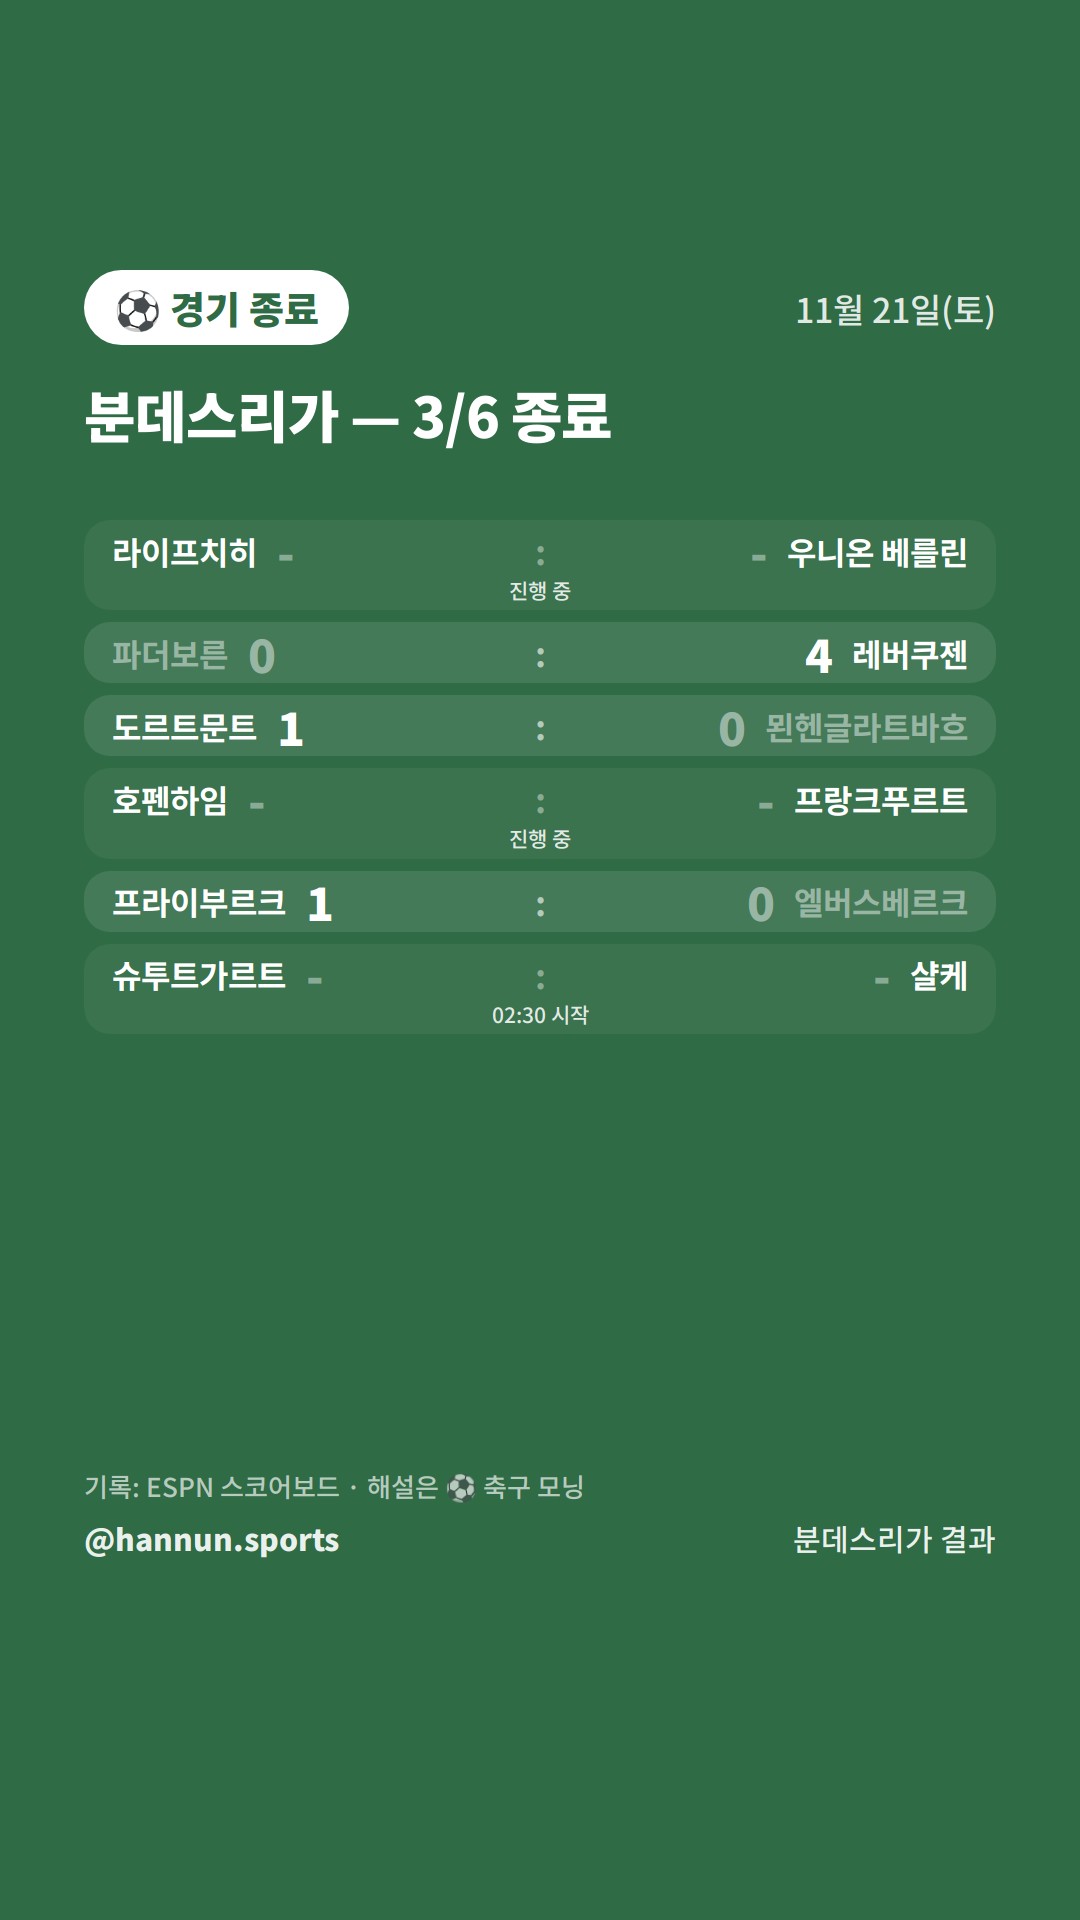 ⚽ 경기 종료
11월 21일(토)
분데스리가 — 3/6 종료
라이프치히 - : - 우니온 베를린
진행 중
파더보른 0 : 4 레버쿠젠
도르트문트 1 : 0 묀헨글라트바흐
호펜하임 - : - 프랑크푸르트
진행 중
프라이부르크 1 : 0 엘버스베르크
슈투트가르트 - : - 샬케
02:30 시작
기록: ESPN 스코어보드 · 해설은 ⚽ 축구 모닝
@hannun.sports
분데스리가 결과